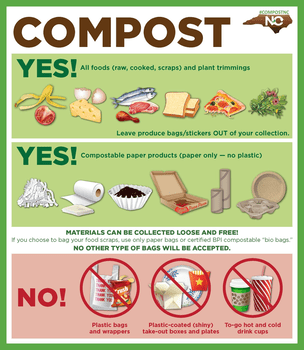 COMPOST
#COMPOSTNC
NO
YES! All foods (raw, cooked, scraps) and plant trimmings
Leave produce bags/stickers OUT of your collection.
YES! Compostable paper products (paper only — no plastic)
MATERIALS CAN BE COLLECTED LOOSE AND FREE!
If you choose to bag your food scraps, use only paper bags or certified BPI compostable "bio bags."
NO OTHER TYPE OF BAGS WILL BE ACCEPTED.
NO!
Plastic bags
and wrappers
Plastic-coated (shiny)
take-out boxes and plates
To-go hot and cold
drink cups